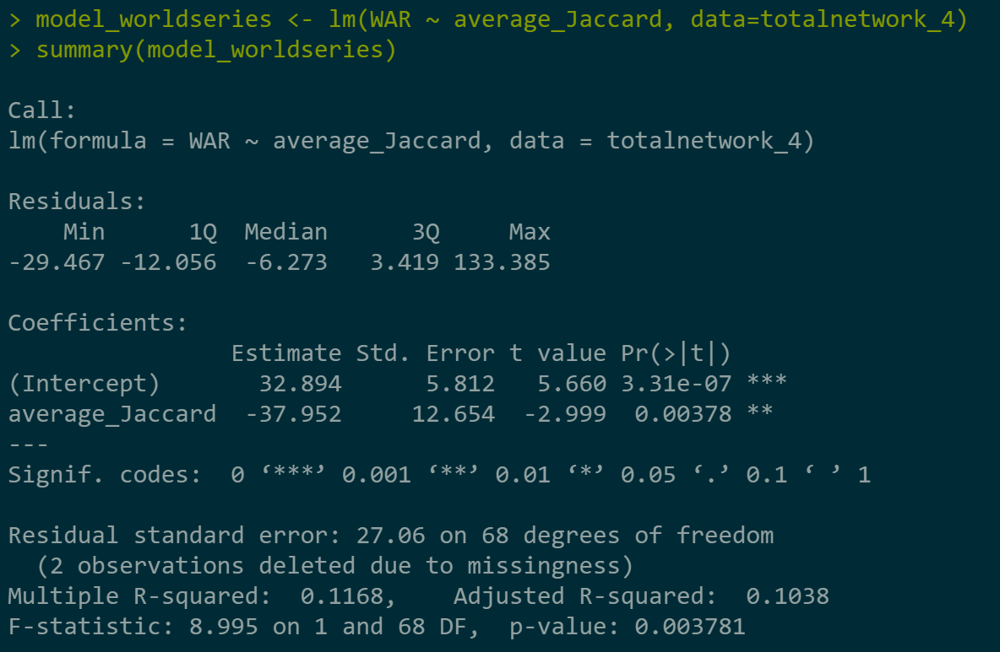 > model_worldseries <- lm(WAR ~ average_Jaccard, data=totalnetwork_4)
> summary(model_worldseries)

Call:
lm(formula = WAR ~ average_Jaccard, data = totalnetwork_4)

Residuals:
    Min      1Q  Median      3Q     Max
-29.467 -12.056  -6.273   3.419 133.385

Coefficients:
                Estimate Std. Error t value Pr(>|t|)
(Intercept)       32.894      5.812   5.660 3.31e-07 ***
average_Jaccard  -37.952     12.654  -2.999  0.00378 **
---
Signif. codes:  0 ‘***’ 0.001 ‘**’ 0.01 ‘*’ 0.05 ‘.’ 0.1 ‘ ’ 1

Residual standard error: 27.06 on 68 degrees of freedom
  (2 observations deleted due to missingness)
Multiple R-squared:  0.1168,    Adjusted R-squared:  0.1038
F-statistic: 8.995 on 1 and 68 DF,  p-value: 0.003781